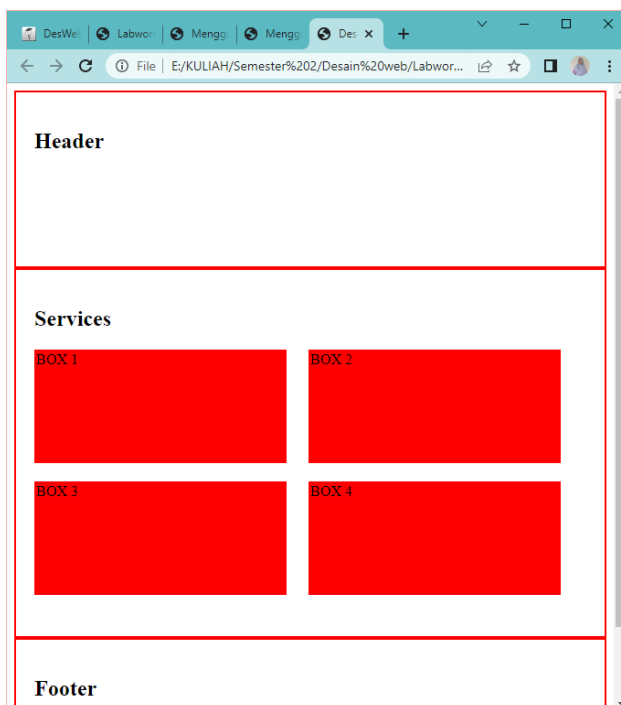 DesWe Labwor Mengg Mengg Des
File E:/KULIAH/Semester%202/Desain%20web/Labwor...
Header
Services
BOX 1 BOX 2
BOX 3 BOX 4
Footer